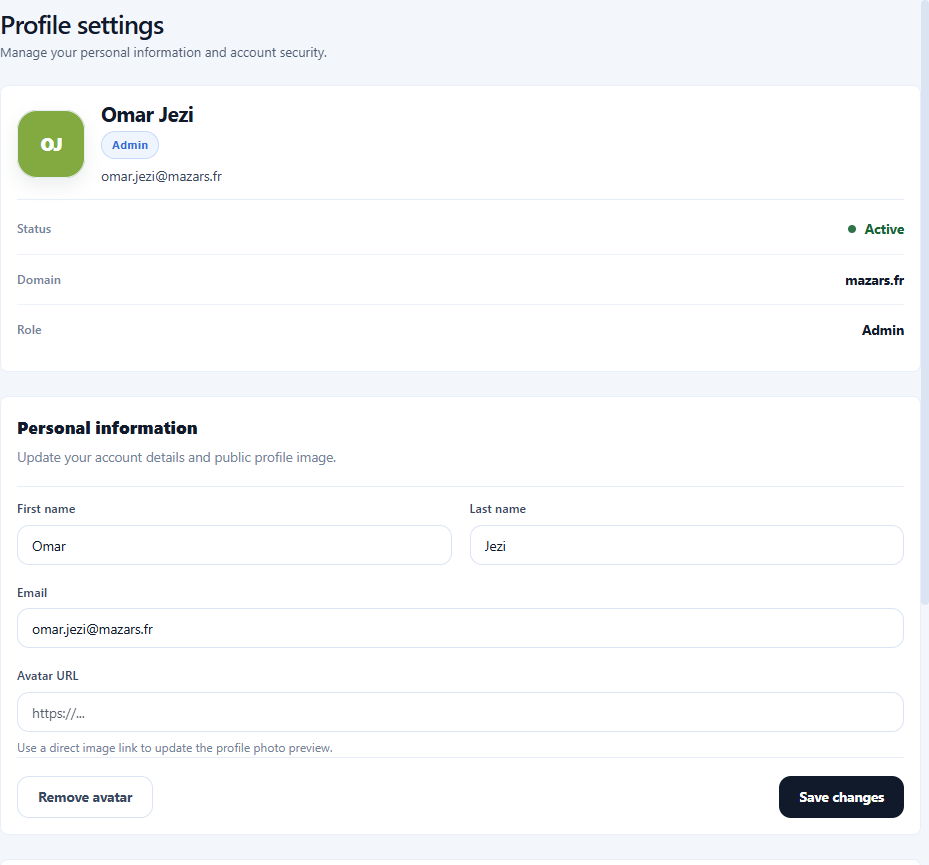 Profile settings
Manage your personal information and account security.
OJ
Omar Jezi
Admin
omar.jezi@mazars.fr
Status
Active
Domain
mazars.fr
Role
Admin
Personal information
Update your account details and public profile image.
First name
Last name
Omar
Jezi
Email
omar.jezi@mazars.fr
Avatar URL
https://...
Use a direct image link to update the profile photo preview.
Remove avatar
Save changes